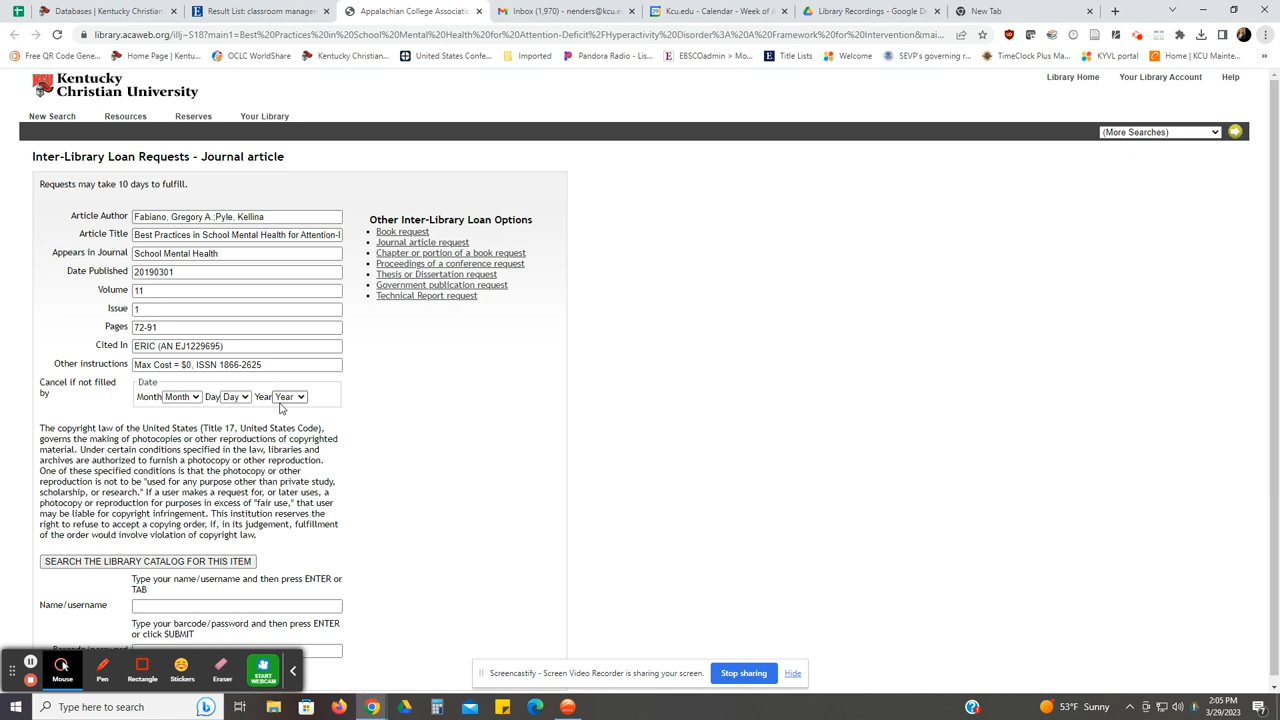 Databases | Kentucky Christian
Result List: classroom manage
Appalachian College Associatio
Inbox (1,970) - nenders@kcu.e
Kcu.edu - Calendar - Week of A
Library Recordings - Google D
New Tab
library.acaweb.org/illj~S18?main1=Best%20Practices%20in%20School%20Mental%20Health%20for%20Attention-Deficit%2FHyperactivity%20Disorder%3A%20A%20Framework%20for%20Intervention&mai...
Free QR Code Gene...
Home Page | Kentu...
OCLC WorldShare
Kentucky Christian...
United States Confe...
Imported
Pandora Radio - Lis...
EBSCOadmin > Mo...
Title Lists
Welcome
SEVP's governing r...
TimeClock Plus Ma...
KYVL portal
Home | KCU Mainte...
Kentucky
Christian University
Library Home
Your Library Account
Help
New Search
Resources
Reserves
Your Library
(More Searches)
Inter-Library Loan Requests - Journal article
Requests may take 10 days to fulfill.
Article Author Fabiano, Gregory A.;Pyle, Kellina
Article Title Best Practices in School Mental Health for Attention-
Appears in Journal School Mental Health
Date Published 20190301
Volume 11
Issue 1
Pages 72-91
Cited In ERIC (AN EJ1229695)
Other instructions Max Cost = $0, ISSN 1866-2625
Cancel if not filled
by
Date
Month Month Day Day Year Year
Other Inter-Library Loan Options
Book request
Journal article request
Chapter or portion of a book request
Proceedings of a conference request
Thesis or Dissertation request
Government publication request
Technical Report request
The copyright law of the United States (Title 17, United States Code),
governs the making of photocopies or other reproductions of copyrighted
material. Under certain conditions specified in the law, libraries and
archives are authorized to furnish a photocopy or other reproduction.
One of these specified conditions is that the photocopy or other
reproduction is not to be "used for any purpose other than private study,
scholarship, or research." If a user makes a request for, or later uses, a
photocopy or reproduction for purposes in excess of "fair use," that user
may be liable for copyright infringement. This institution reserves the
right to refuse to accept a copying order, if, in its judgement, fulfillment
of the order would involve violation of copyright law.
SEARCH THE LIBRARY CATALOG FOR THIS ITEM
Type your name/username and then press ENTER or
TAB
Name/username
Type your barcode/password and then press ENTER
or click SUBMIT
Barcode/password
Mouse
Pen
Rectangle
Stickers
Eraser
START
WEBCAM
Screencastify - Screen Video Recorder is sharing your screen.
Stop sharing
Hide
Type here to search
53°F Sunny
2:05 PM
3/29/2023